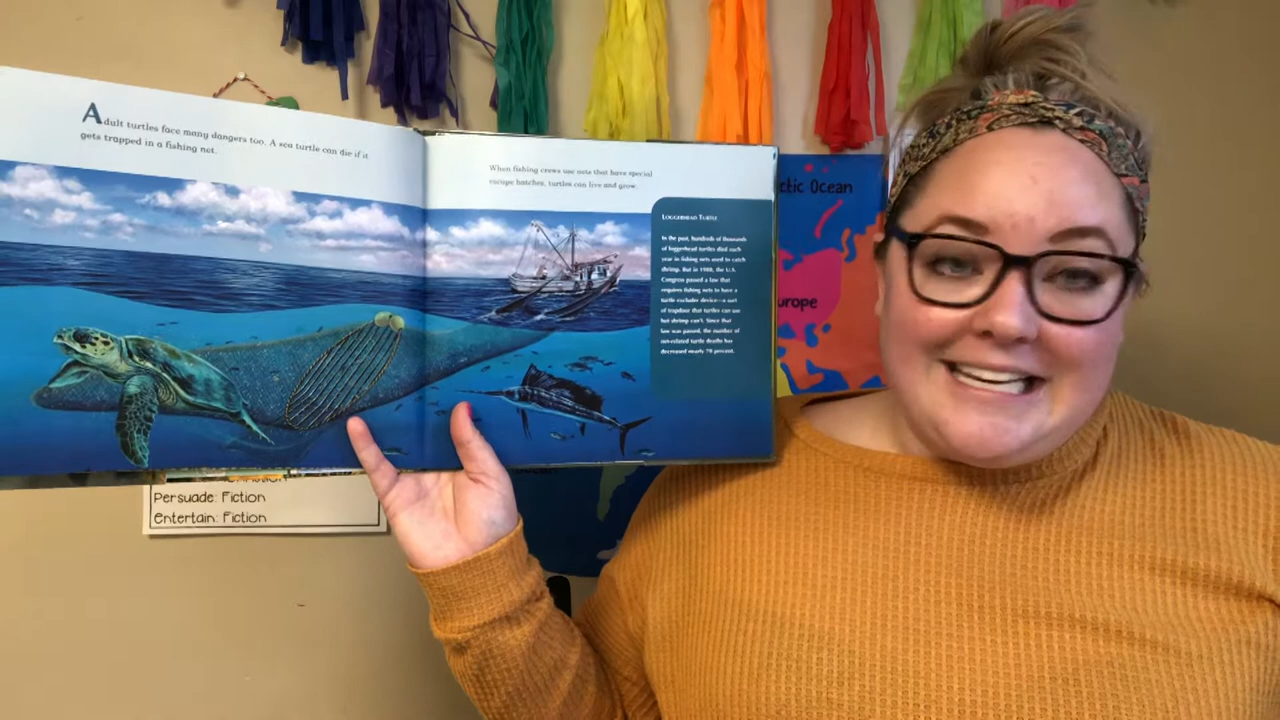 Adult turtles face many dangers too. A sea turtle can die if it
gets trapped in a fishing net.
When fishing crews use nets that have special
escape hatches, turtles can live and grow.
LOGGERHEAD TURTLE
In the past, hundreds of thousands
of loggerhead turtles died each
year in fishing nets used to catch
shrimp. But in 1988, the U.S.
Congress passed a law that
requires fishing nets to have a
turtle excluder device—a sort
of trapdoor that turtles can use
but shrimp can't. Since that
law was passed, the number of
net-related turtle deaths has
decreased nearly 70 percent.
ctic Ocean
urope
Persuade: Fiction
Entertain: Fiction